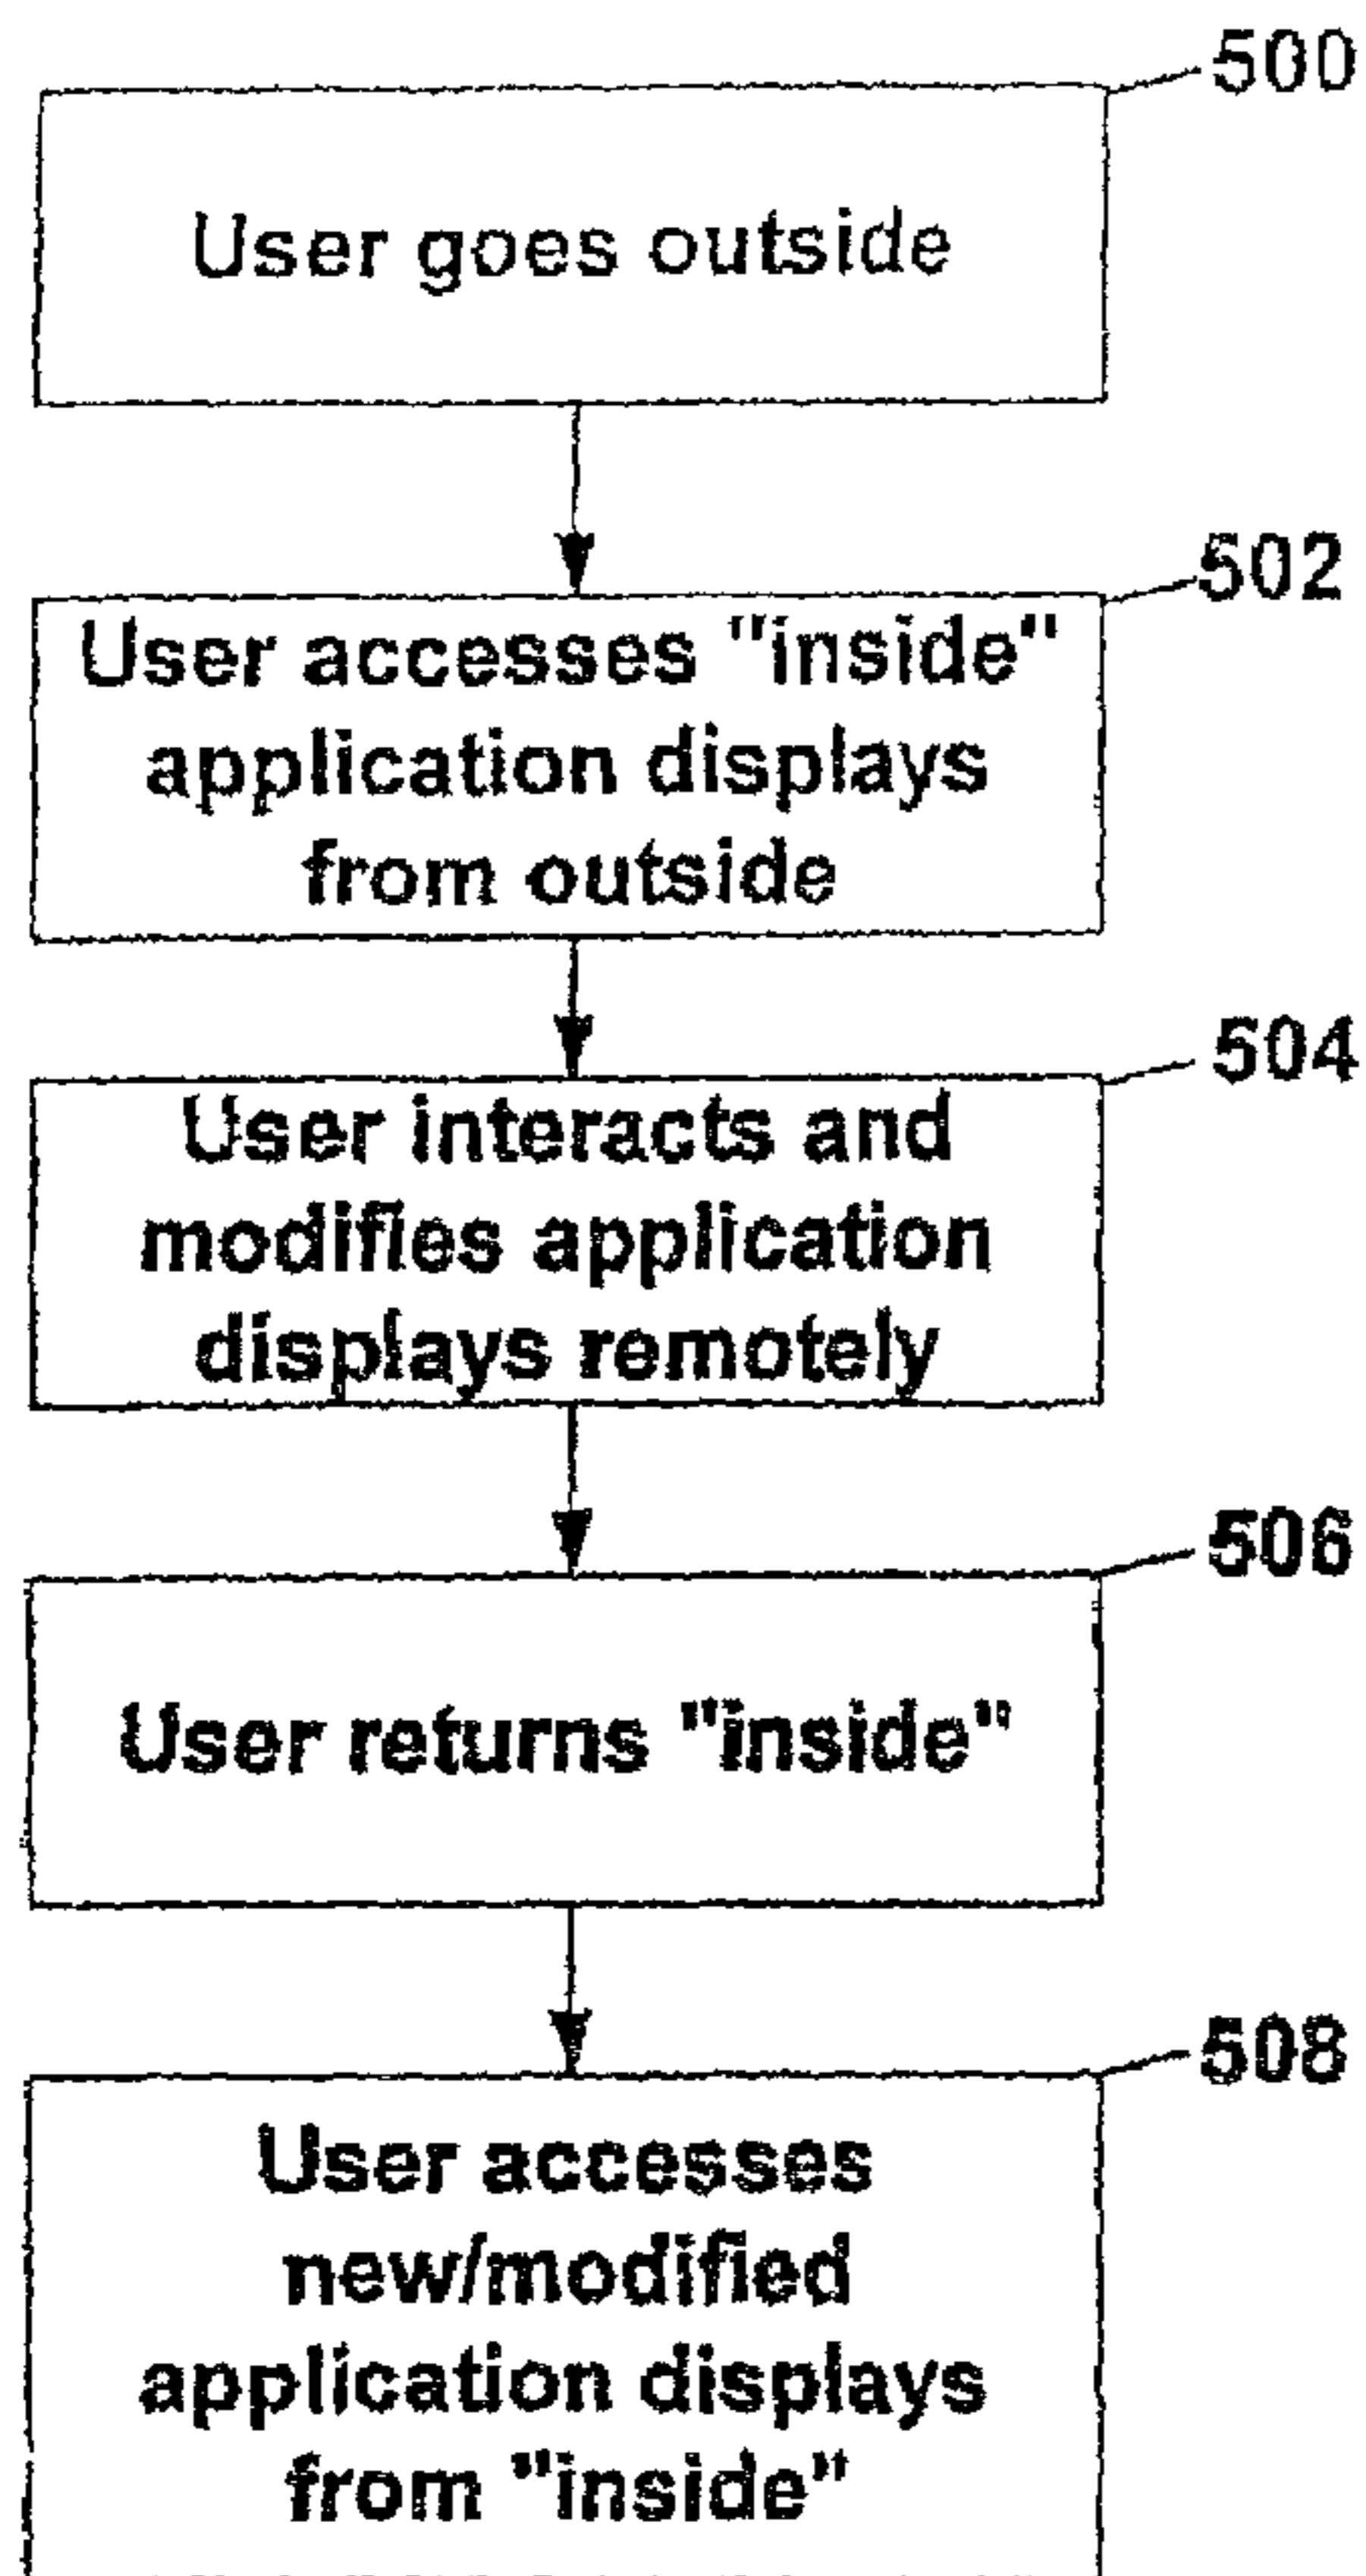 500
User goes outside
502
User accesses "inside"
application displays
from outside
504
User interacts and
modifies application
displays remotely
506
User returns "inside"
508
User accesses
new/modified
application displays
from "inside"